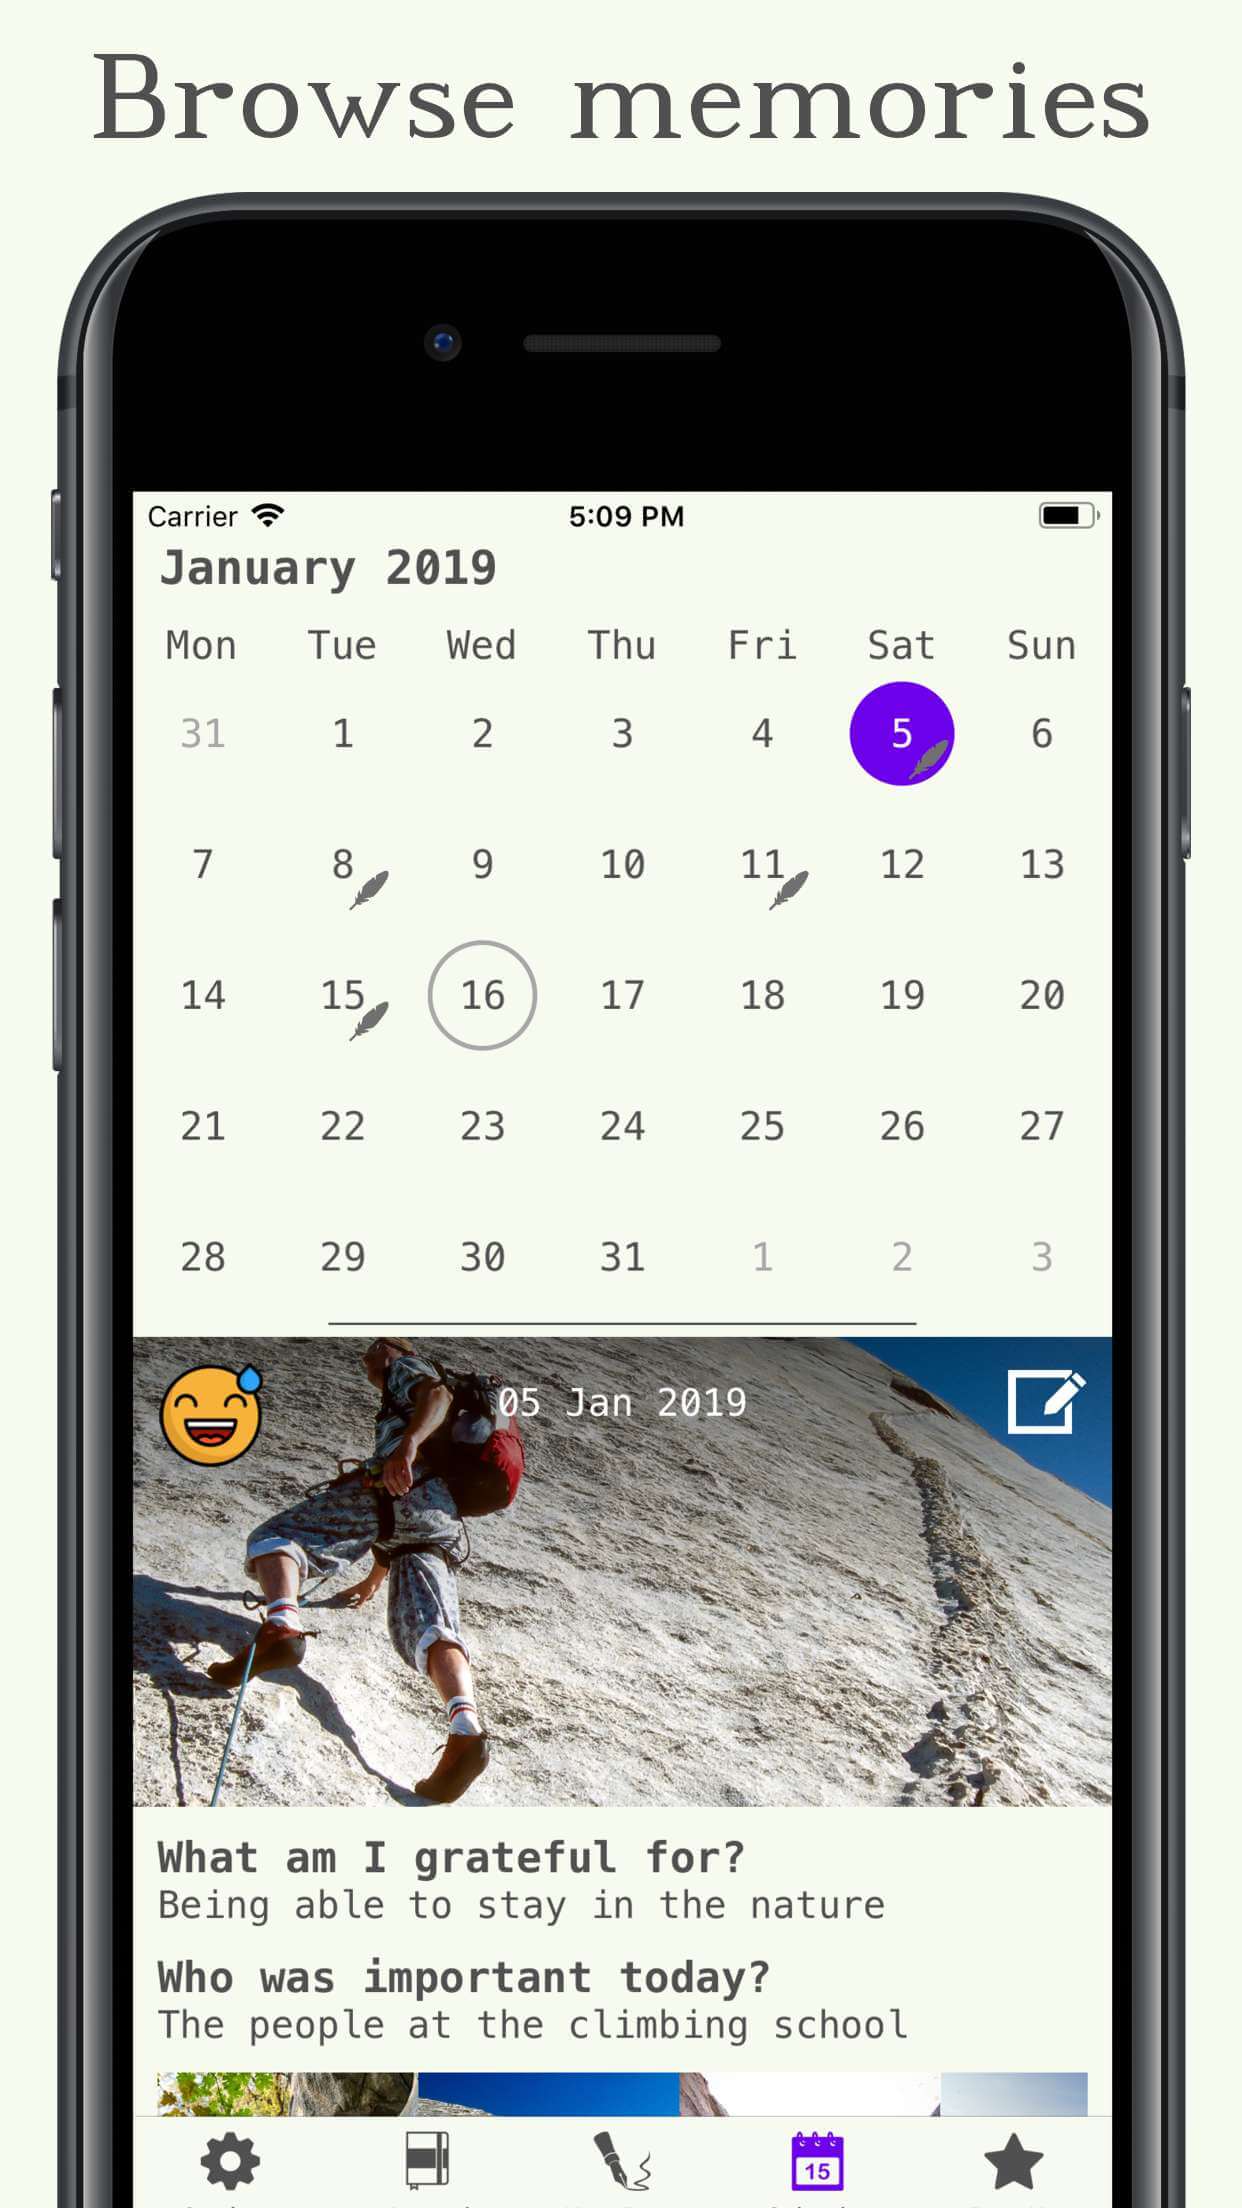 Browse memories
Carrier 5:09 PM
January 2019
Mon Tue Wed Thu Fri Sat Sun
31 1 2 3 4 5 6
7 8 9 10 11 12 13
14 15 16 17 18 19 20
21 22 23 24 25 26 27
28 29 30 31 1 2 3
05 Jan 2019
What am I grateful for?
Being able to stay in the nature
Who was important today?
The people at the climbing school
15